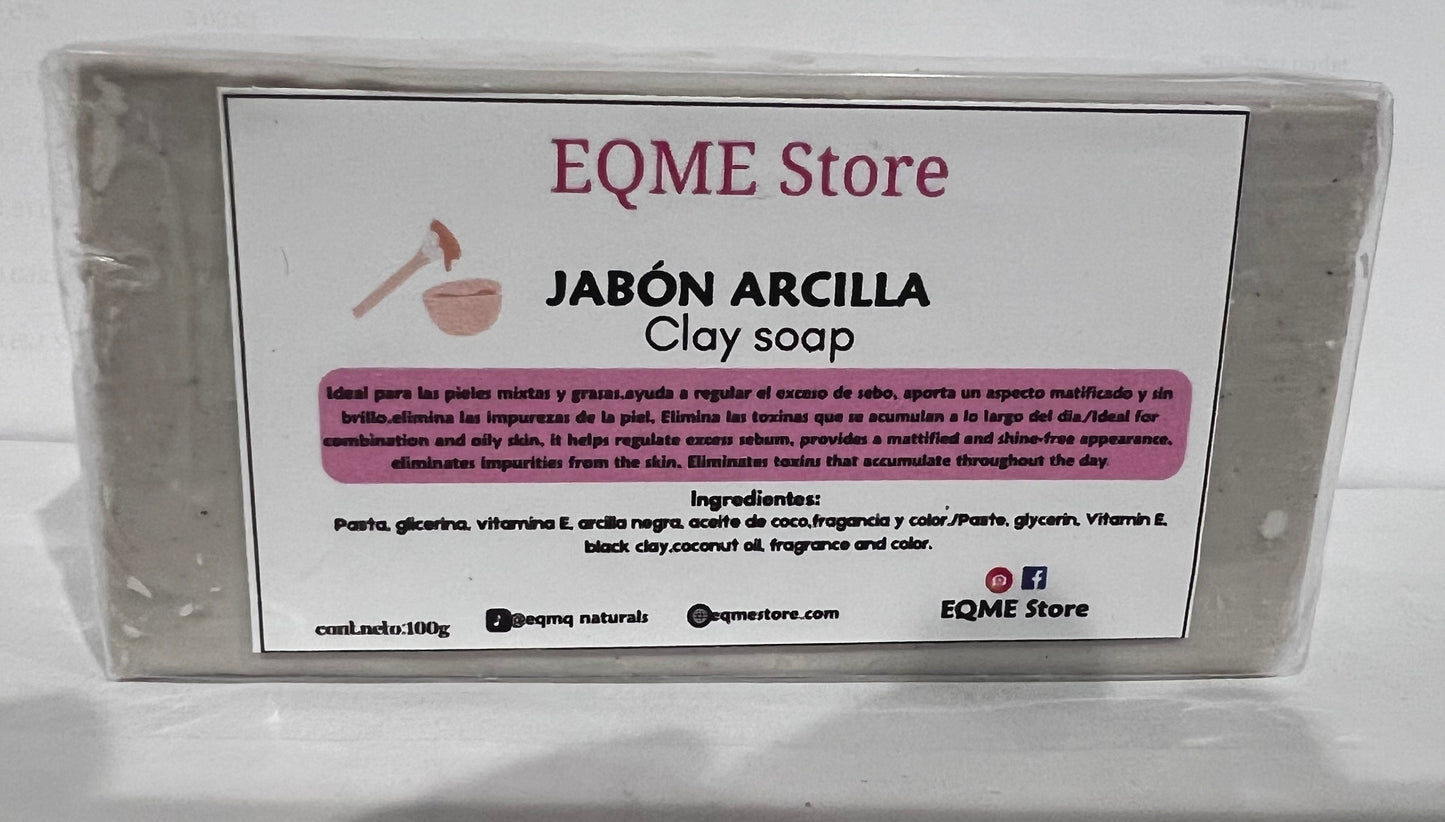 EQME Store
JABÓN ARCILLA
Clay soap
Ideal para las pieles mixtas y grasas.ayuda a regular el exceso de sebo, aporta un aspecto matificado y sin
brillo.elimina las impurezas de la piel, Elimina las toxinas que se acumulan a lo largo del dia/Ideal for
combination and oily skin, it helps regulate excess sebum, provides a mattified and shine-free appearance,
eliminates impurities from the skin. Eliminates toxins that accumulate throughout the day.
Ingredientes:
Pasta, glicerina, vitamina E, arcilla negra, aceite de coco,fragancia y color./Paste, glycerin, Vitamin E,
black clay,coconut oil, fragrance and color.
cont.neto:100g
@eqmq naturals
eqmestore.com
EQME Store